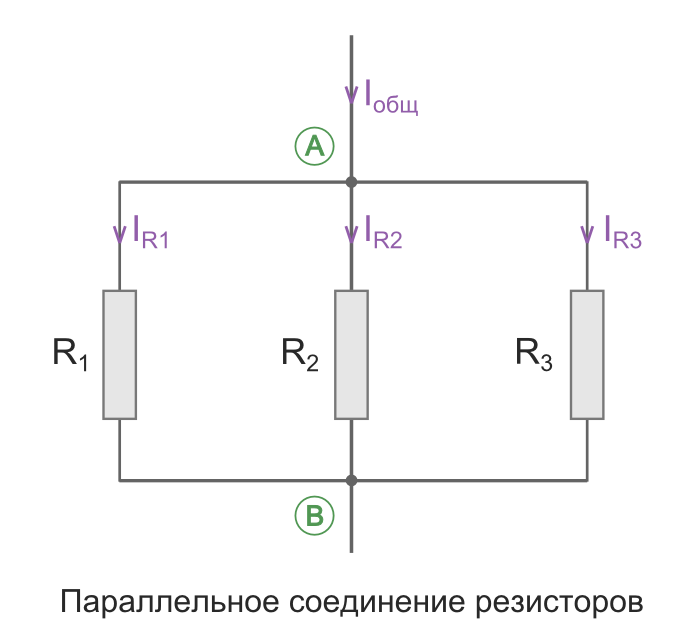 Iобщ
A
IR1 IR2 IR3
R1 R2 R3
B
Параллельное соединение резисторов